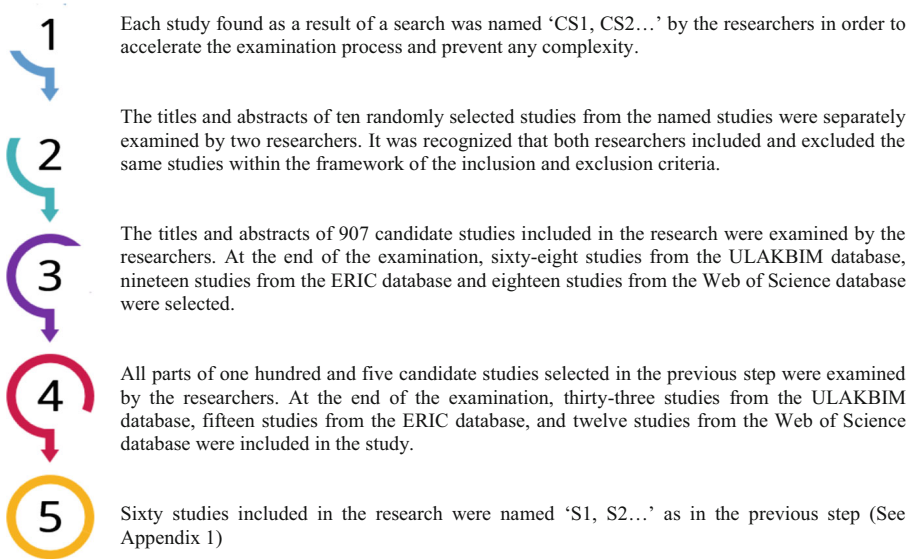 1
Each study found as a result of a search was named ‘CS1, CS2…’ by the researchers in order to
accelerate the examination process and prevent any complexity.
2
The titles and abstracts of ten randomly selected studies from the named studies were separately
examined by two researchers. It was recognized that both researchers included and excluded the
same studies within the framework of the inclusion and exclusion criteria.
3
The titles and abstracts of 907 candidate studies included in the research were examined by the
researchers. At the end of the examination, sixty-eight studies from the ULAKBIM database,
nineteen studies from the ERIC database and eighteen studies from the Web of Science database
were selected.
4
All parts of one hundred and five candidate studies selected in the previous step were examined
by the researchers. At the end of the examination, thirty-three studies from the ULAKBIM
database, fifteen studies from the ERIC database, and twelve studies from the Web of Science
database were included in the study.
5
Sixty studies included in the research were named ‘S1, S2…’ as in the previous step (See
Appendix 1)